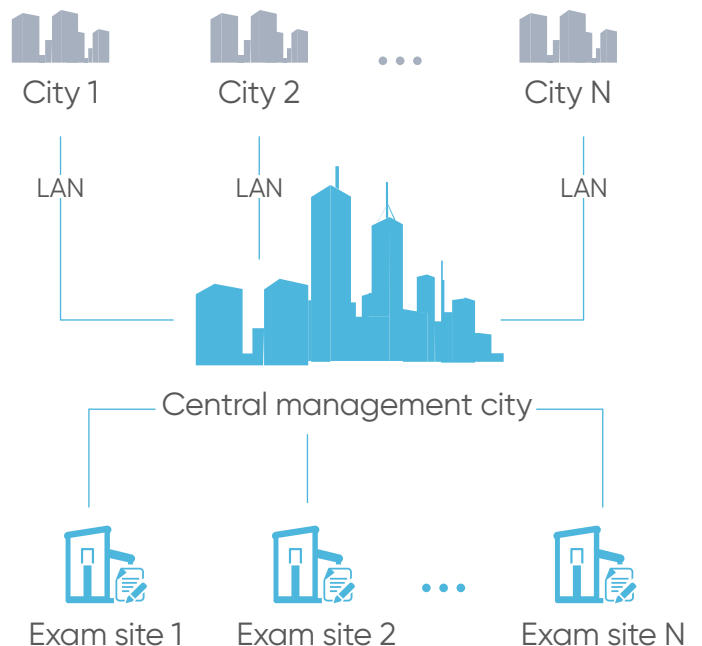 City 1
City 2
City N
LAN
LAN
LAN
Central management city
Exam site 1
Exam site 2
Exam site N